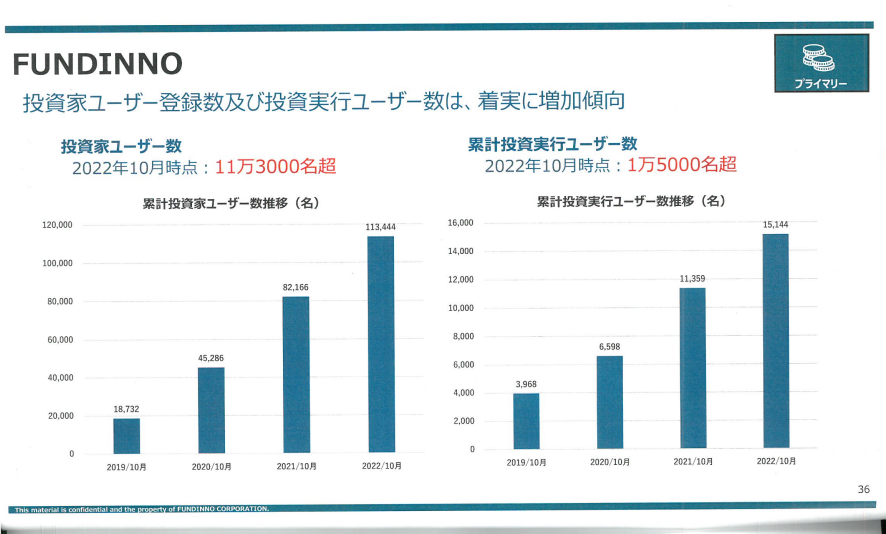 FUNDINNO
プライマリー
投資家ユーザー登録数及び投資実行ユーザー数は、着実に増加傾向
投資家ユーザー数
2022年10月時点：11万3000名超
累計投資家ユーザー数推移（名）
120,000
100,000
80,000
60,000
40,000
20,000
0
18,732
45,286
82,166
113,444
2019/10月
2020/10月
2021/10月
2022/10月
累計投資実行ユーザー数
2022年10月時点：1万5000名超
累計投資実行ユーザー数推移（名）
16,000
14,000
12,000
10,000
8,000
6,000
4,000
2,000
0
3,968
6,598
11,359
15,144
2019/10月
2020/10月
2021/10月
2022/10月
36
This material is confidential and the property of FUNDINNO CORPORATION.